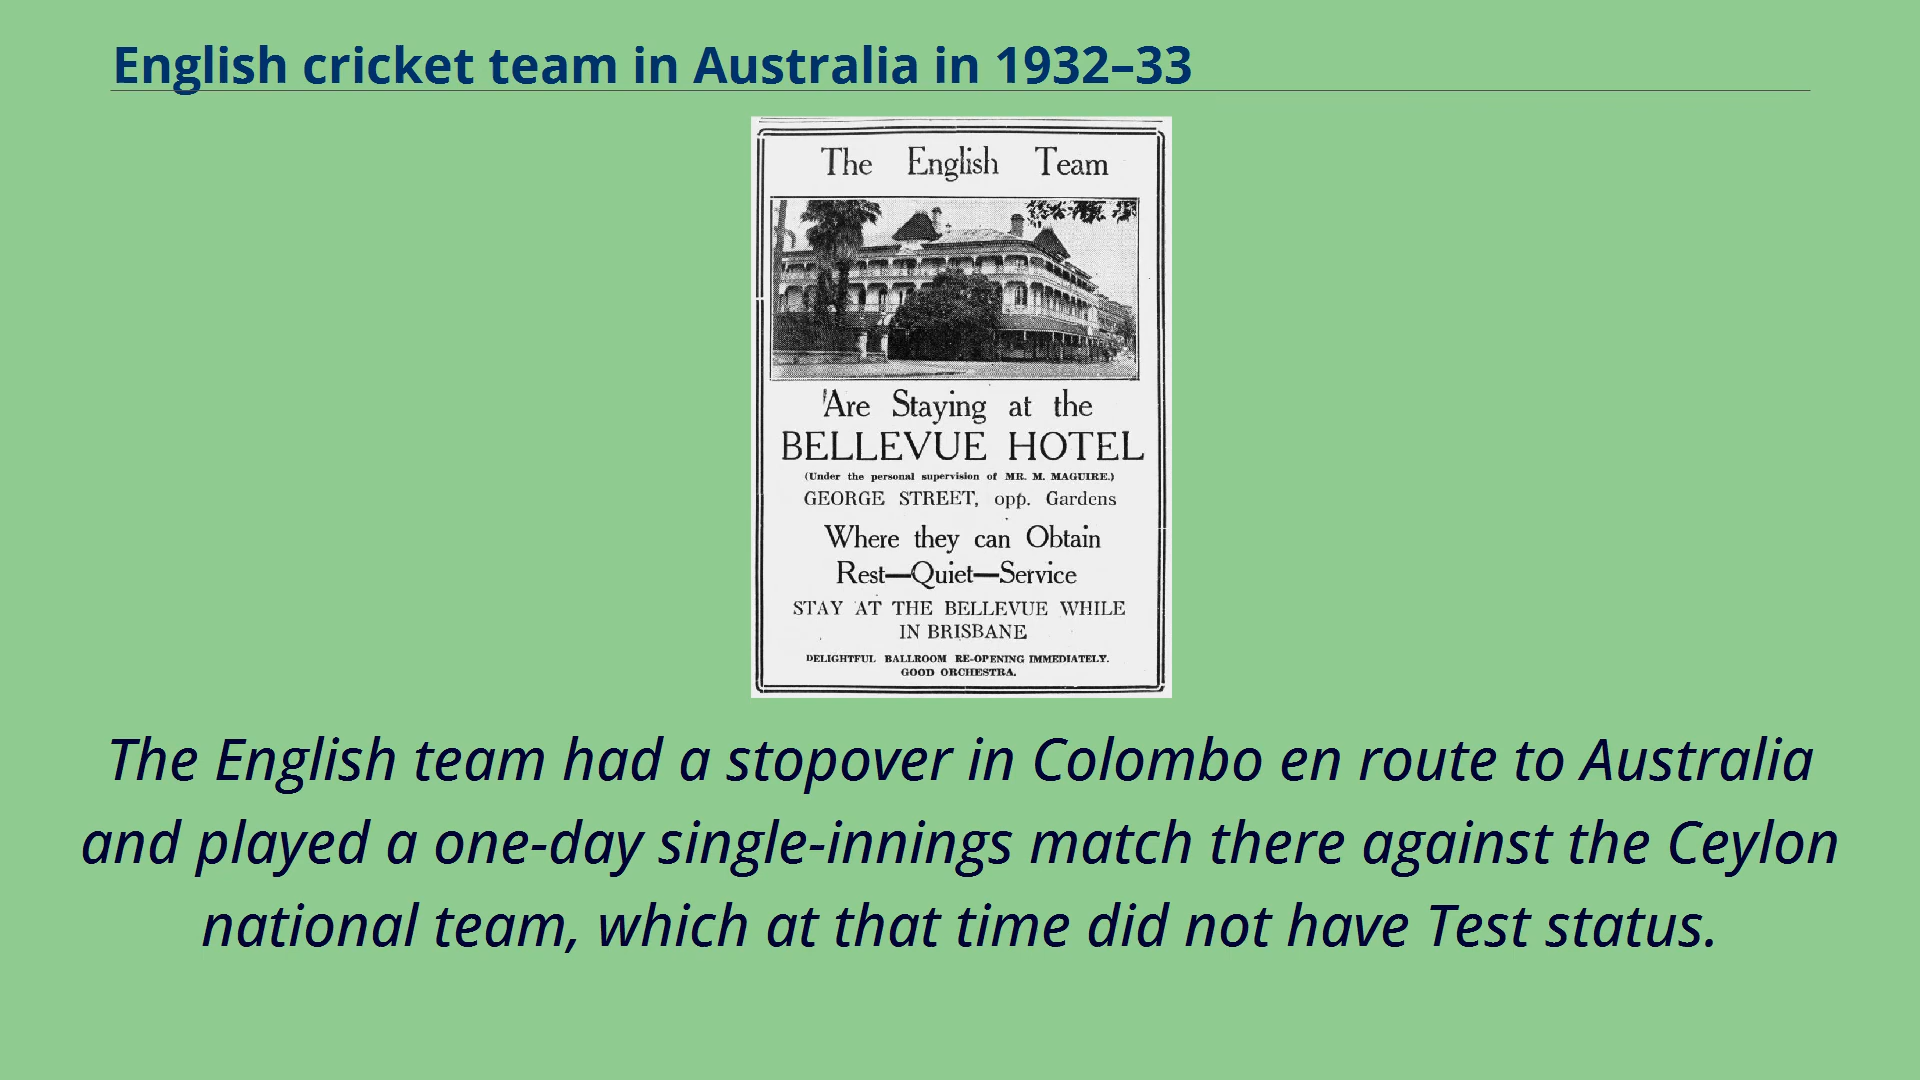 English cricket team in Australia in 1932–33
The English Team
'Are Staying at the
BELLEVUE HOTEL
(Under the personal supervision of MR. M. MAGUIRE.)
GEORGE STREET, opp. Gardens
Where they can Obtain
Rest—Quiet—Service
STAY AT THE BELLEVUE WHILE
IN BRISBANE
DELIGHTFUL BALLROOM RE-OPENING IMMEDIATELY.
GOOD ORCHESTRA.
The English team had a stopover in Colombo en route to Australia
and played a one-day single-innings match there against the Ceylon
national team, which at that time did not have Test status.